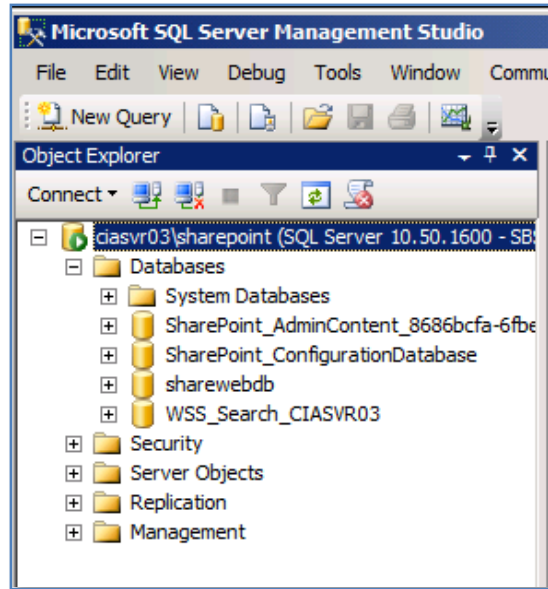 Microsoft SQL Server Management Studio
File Edit View Debug Tools Window Commu
New Query
Object Explorer
Connect
ciasvr03\sharepoint (SQL Server 10.50.1600 - SBS
Databases
System Databases
SharePoint_AdminContent_8686bcfa-6fbe
SharePoint_ConfigurationDatabase
sharewebdb
WSS_Search_CIASVR03
Security
Server Objects
Replication
Management